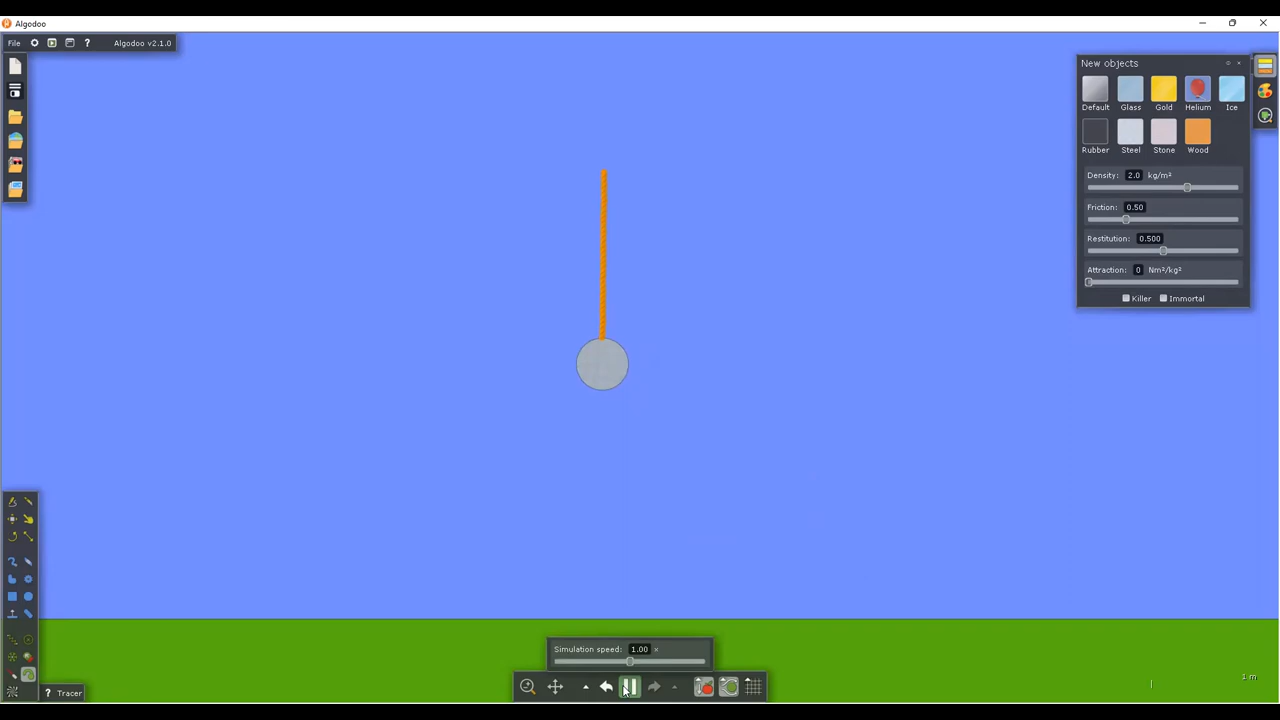 Algodoo
File ? Algodoo v2.1.0
New objects
Default Glass Gold Helium Ice
Rubber Steel Stone Wood
Density: 2.0 kg/m²
Friction: 0.50
Restitution: 0.500
Attraction: 0 Nm²/kg²
Killer Immortal
Simulation speed: 1.00 ×
? Tracer
1 m